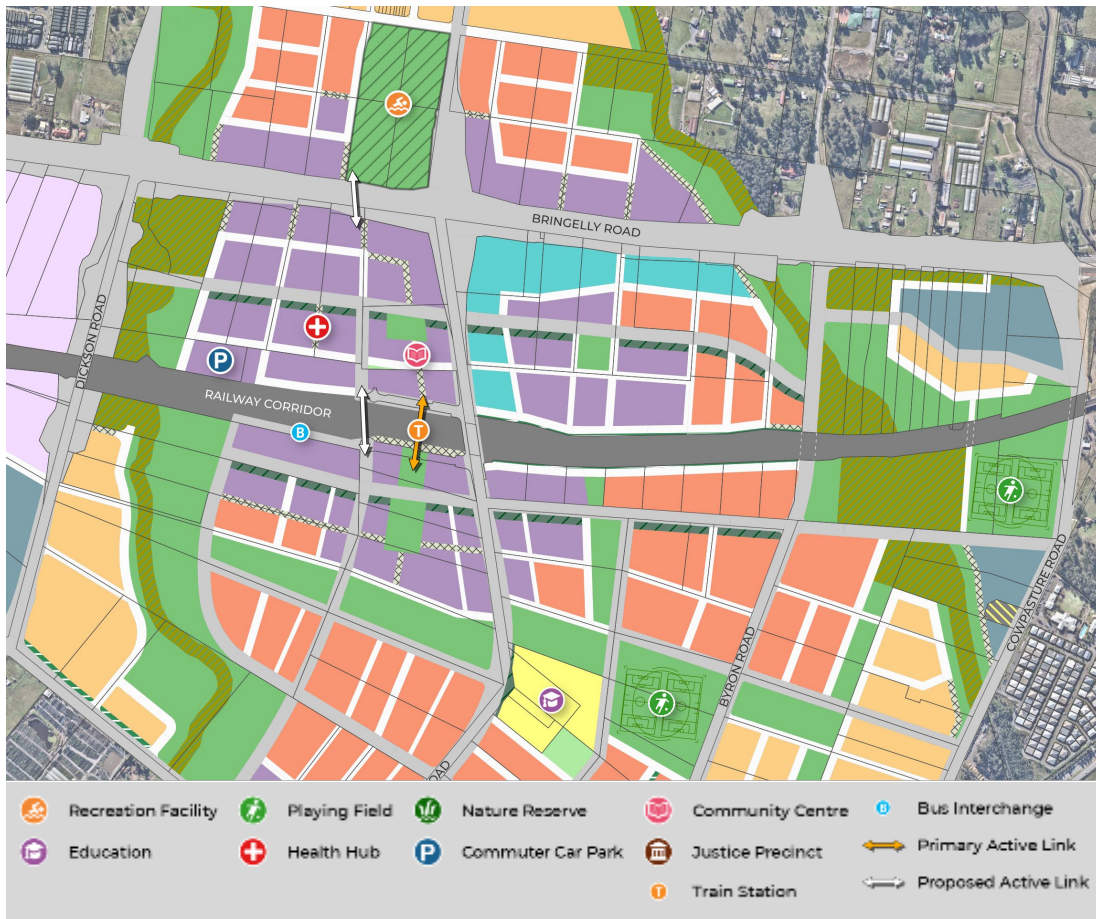 BRINGELLY ROAD
DICKSON ROAD
P
RAILWAY CORRIDOR
B
T
COWPASTURE ROAD
BYRON ROAD
OAD
Recreation Facility
Playing Field
Nature Reserve
Community Centre
B Bus Interchange
Education
Health Hub
P Commuter Car Park
Justice Precinct
Primary Active Link
T Train Station
Proposed Active Link